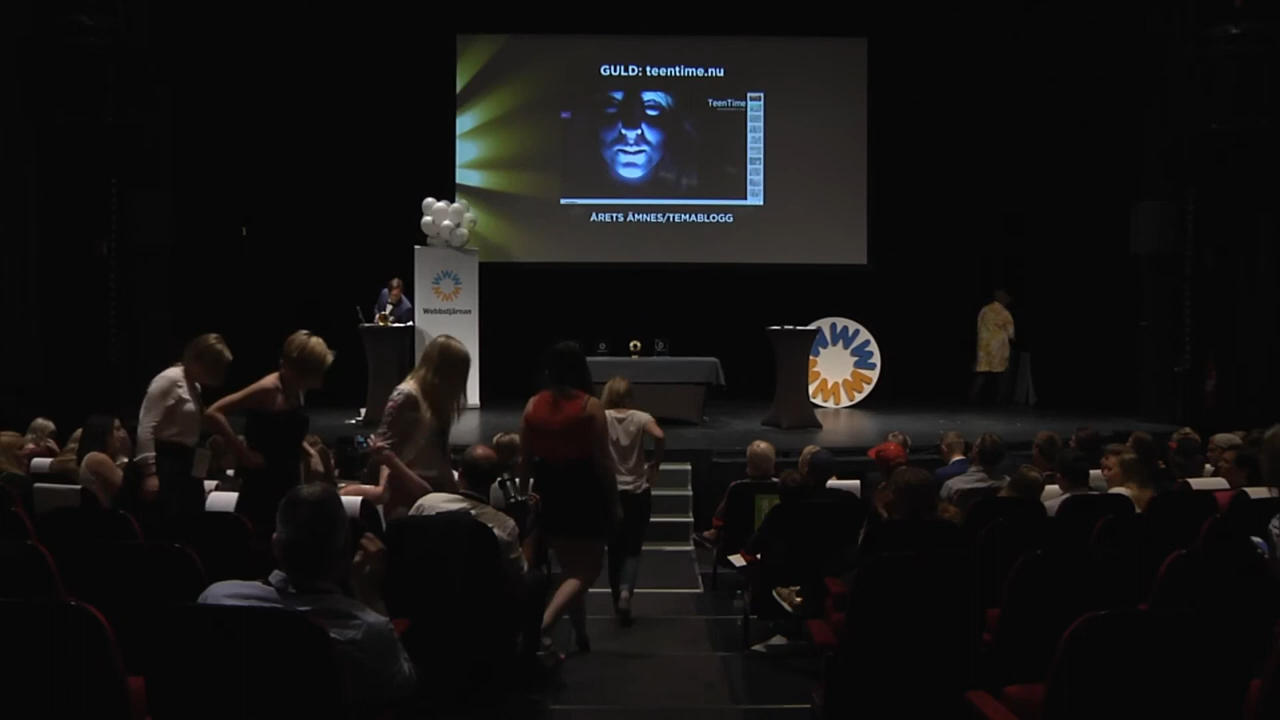 GULD: teentime.nu
TeenTime
ÅRETS ÄMNES/TEMABLOGG
WWW
Webbstjärnan
WWW